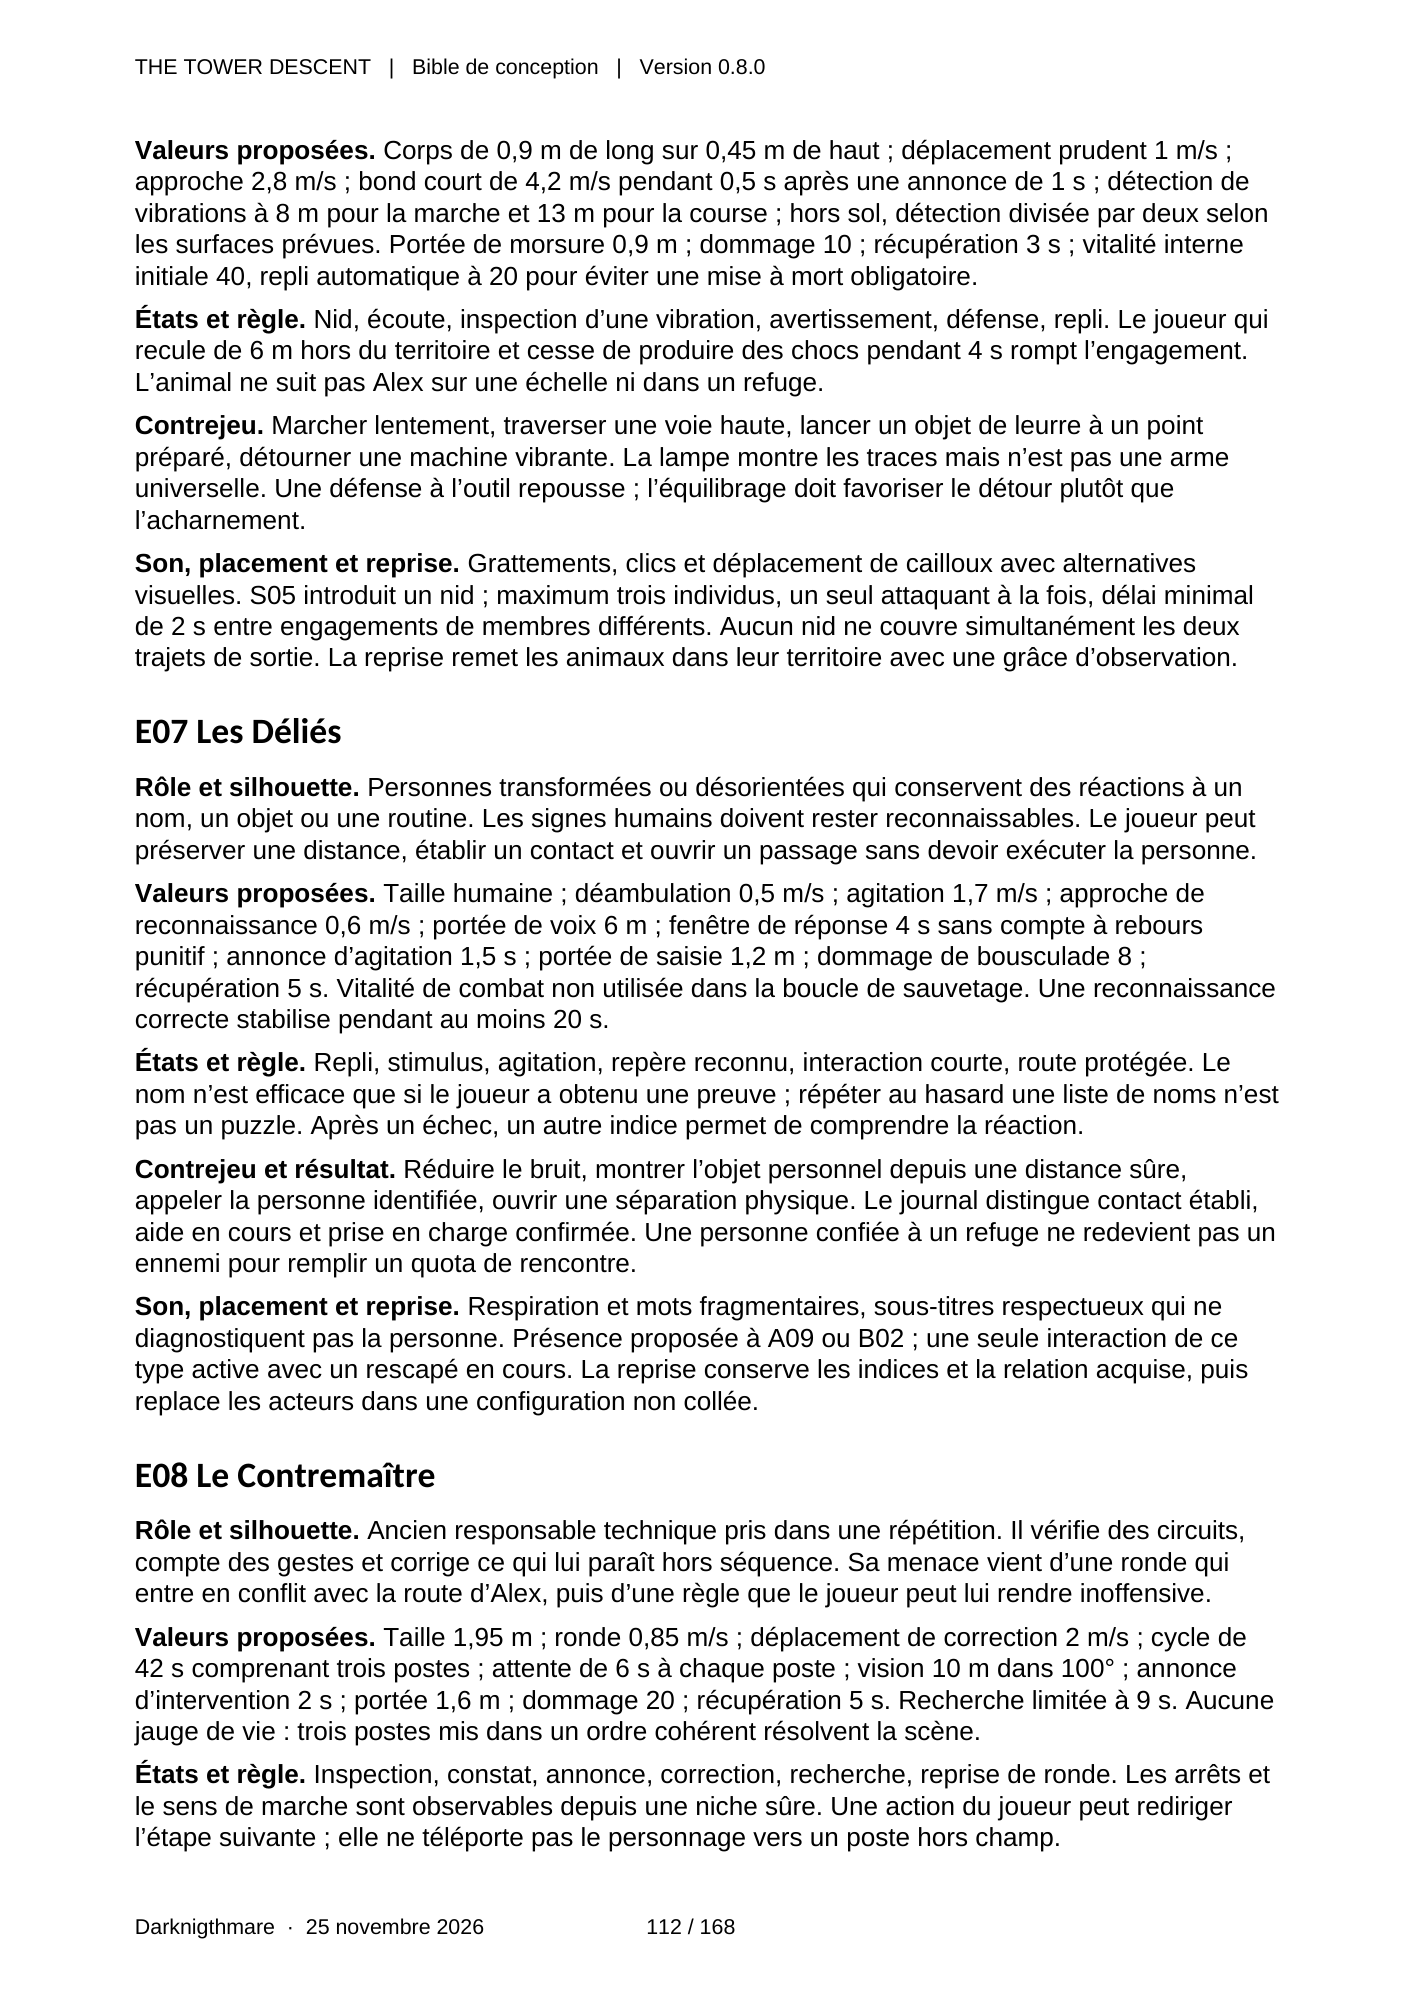 THE TOWER DESCENT | Bible de conception | Version 0.8.0
Valeurs proposées. Corps de 0,9 m de long sur 0,45 m de haut ; déplacement prudent 1 m/s ;
approche 2,8 m/s ; bond court de 4,2 m/s pendant 0,5 s après une annonce de 1 s ; détection de
vibrations à 8 m pour la marche et 13 m pour la course ; hors sol, détection divisée par deux selon
les surfaces prévues. Portée de morsure 0,9 m ; dommage 10 ; récupération 3 s ; vitalité interne
initiale 40, repli automatique à 20 pour éviter une mise à mort obligatoire.
États et règle. Nid, écoute, inspection d’une vibration, avertissement, défense, repli. Le joueur qui
recule de 6 m hors du territoire et cesse de produire des chocs pendant 4 s rompt l’engagement.
L’animal ne suit pas Alex sur une échelle ni dans un refuge.
Contrejeu. Marcher lentement, traverser une voie haute, lancer un objet de leurre à un point
préparé, détourner une machine vibrante. La lampe montre les traces mais n’est pas une arme
universelle. Une défense à l’outil repousse ; l’équilibrage doit favoriser le détour plutôt que
l’acharnement.
Son, placement et reprise. Grattements, clics et déplacement de cailloux avec alternatives
visuelles. S05 introduit un nid ; maximum trois individus, un seul attaquant à la fois, délai minimal
de 2 s entre engagements de membres différents. Aucun nid ne couvre simultanément les deux
trajets de sortie. La reprise remet les animaux dans leur territoire avec une grâce d’observation.
E07 Les Déliés
Rôle et silhouette. Personnes transformées ou désorientées qui conservent des réactions à un
nom, un objet ou une routine. Les signes humains doivent rester reconnaissables. Le joueur peut
préserver une distance, établir un contact et ouvrir un passage sans devoir exécuter la personne.
Valeurs proposées. Taille humaine ; déambulation 0,5 m/s ; agitation 1,7 m/s ; approche de
reconnaissance 0,6 m/s ; portée de voix 6 m ; fenêtre de réponse 4 s sans compte à rebours
punitif ; annonce d’agitation 1,5 s ; portée de saisie 1,2 m ; dommage de bousculade 8 ;
récupération 5 s. Vitalité de combat non utilisée dans la boucle de sauvetage. Une reconnaissance
correcte stabilise pendant au moins 20 s.
États et règle. Repli, stimulus, agitation, repère reconnu, interaction courte, route protégée. Le
nom n’est efficace que si le joueur a obtenu une preuve ; répéter au hasard une liste de noms n’est
pas un puzzle. Après un échec, un autre indice permet de comprendre la réaction.
Contrejeu et résultat. Réduire le bruit, montrer l’objet personnel depuis une distance sûre,
appeler la personne identifiée, ouvrir une séparation physique. Le journal distingue contact établi,
aide en cours et prise en charge confirmée. Une personne confiée à un refuge ne redevient pas un
ennemi pour remplir un quota de rencontre.
Son, placement et reprise. Respiration et mots fragmentaires, sous-titres respectueux qui ne
diagnostiquent pas la personne. Présence proposée à A09 ou B02 ; une seule interaction de ce
type active avec un rescapé en cours. La reprise conserve les indices et la relation acquise, puis
replace les acteurs dans une configuration non collée.
E08 Le Contremaître
Rôle et silhouette. Ancien responsable technique pris dans une répétition. Il vérifie des circuits,
compte des gestes et corrige ce qui lui paraît hors séquence. Sa menace vient d’une ronde qui
entre en conflit avec la route d’Alex, puis d’une règle que le joueur peut lui rendre inoffensive.
Valeurs proposées. Taille 1,95 m ; ronde 0,85 m/s ; déplacement de correction 2 m/s ; cycle de
42 s comprenant trois postes ; attente de 6 s à chaque poste ; vision 10 m dans 100° ; annonce
d’intervention 2 s ; portée 1,6 m ; dommage 20 ; récupération 5 s. Recherche limitée à 9 s. Aucune
jauge de vie : trois postes mis dans un ordre cohérent résolvent la scène.
États et règle. Inspection, constat, annonce, correction, recherche, reprise de ronde. Les arrêts et
le sens de marche sont observables depuis une niche sûre. Une action du joueur peut rediriger
l’étape suivante ; elle ne téléporte pas le personnage vers un poste hors champ.
Darknigthmare · 25 novembre 2026 112 / 168